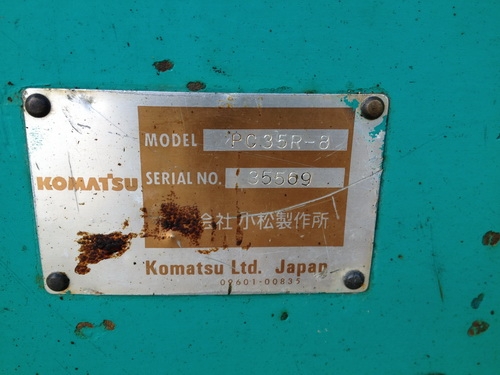 MODEL PC35R-8
KOMATSU SERIAL NO. 35569
会社 小松製作所
Komatsu Ltd. Japan
09601-00835